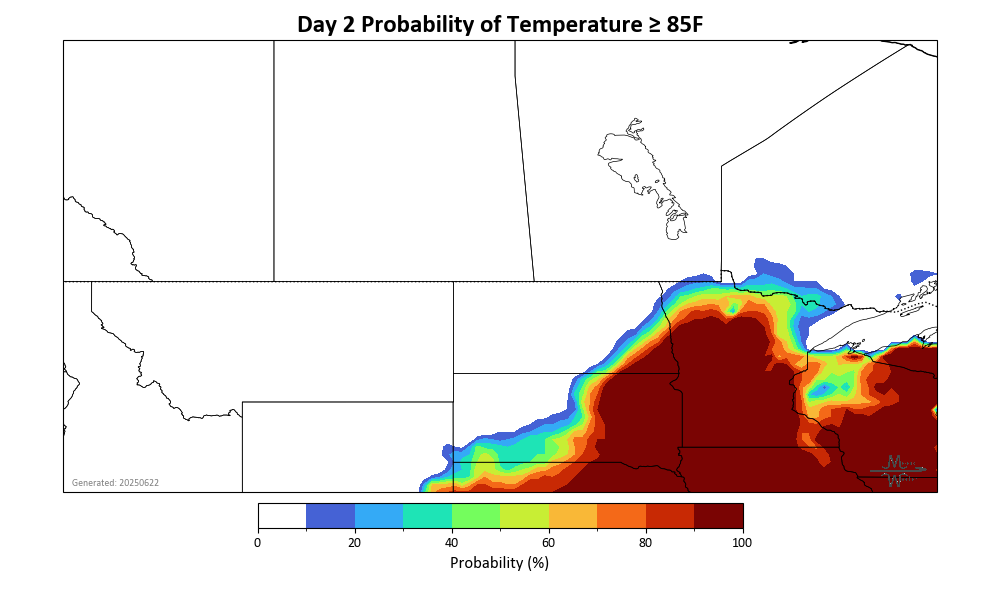 Day 2 Probability of Temperature ≥ 85F
Generated: 20250622
0 20 40 60 80 100
Probability (%)